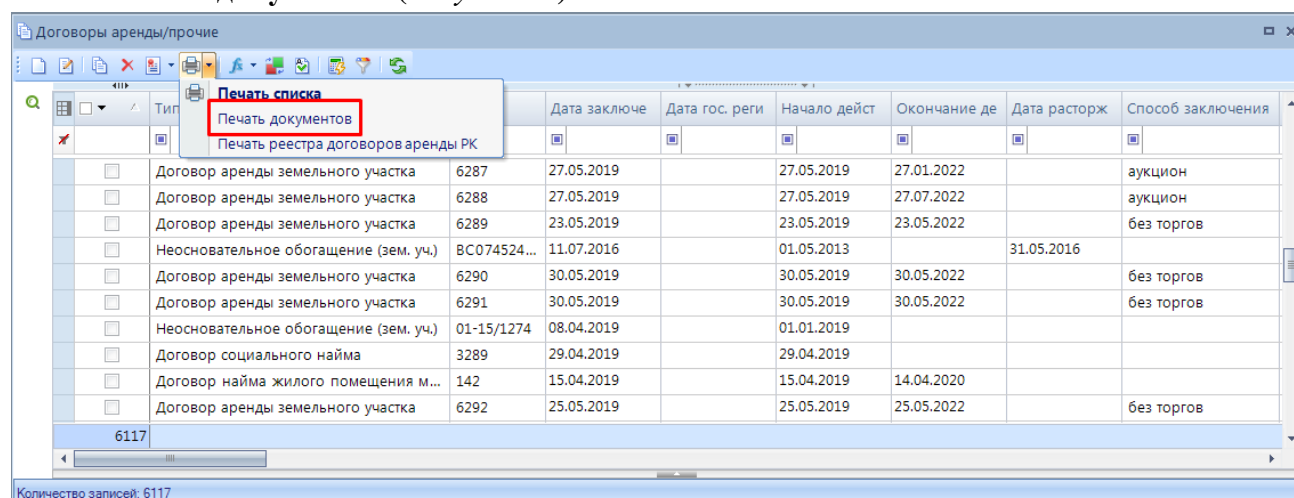 Договоры аренды/прочие
Печать списка
Печать документов
Печать реестра договоров аренды РК
Тип Дата заключе Дата гос. реги Начало дейст Окончание де Дата расторж Способ заключения
Договор аренды земельного участка 6287 27.05.2019 27.05.2019 27.01.2022 аукцион
Договор аренды земельного участка 6288 27.05.2019 27.05.2019 27.07.2022 аукцион
Договор аренды земельного участка 6289 23.05.2019 23.05.2019 23.05.2022 без торгов
Неосновательное обогащение (зем. уч.) ВС074524... 11.07.2016 01.05.2013 31.05.2016
Договор аренды земельного участка 6290 30.05.2019 30.05.2019 30.05.2022 без торгов
Договор аренды земельного участка 6291 30.05.2019 30.05.2019 30.05.2022 без торгов
Неосновательное обогащение (зем. уч.) 01-15/1274 08.04.2019 01.01.2019
Договор социального найма 3289 29.04.2019 29.04.2019
Договор найма жилого помещения м... 142 15.04.2019 15.04.2019 14.04.2020
Договор аренды земельного участка 6292 25.05.2019 25.05.2019 25.05.2022 без торгов
6117
Количество записей: 6117